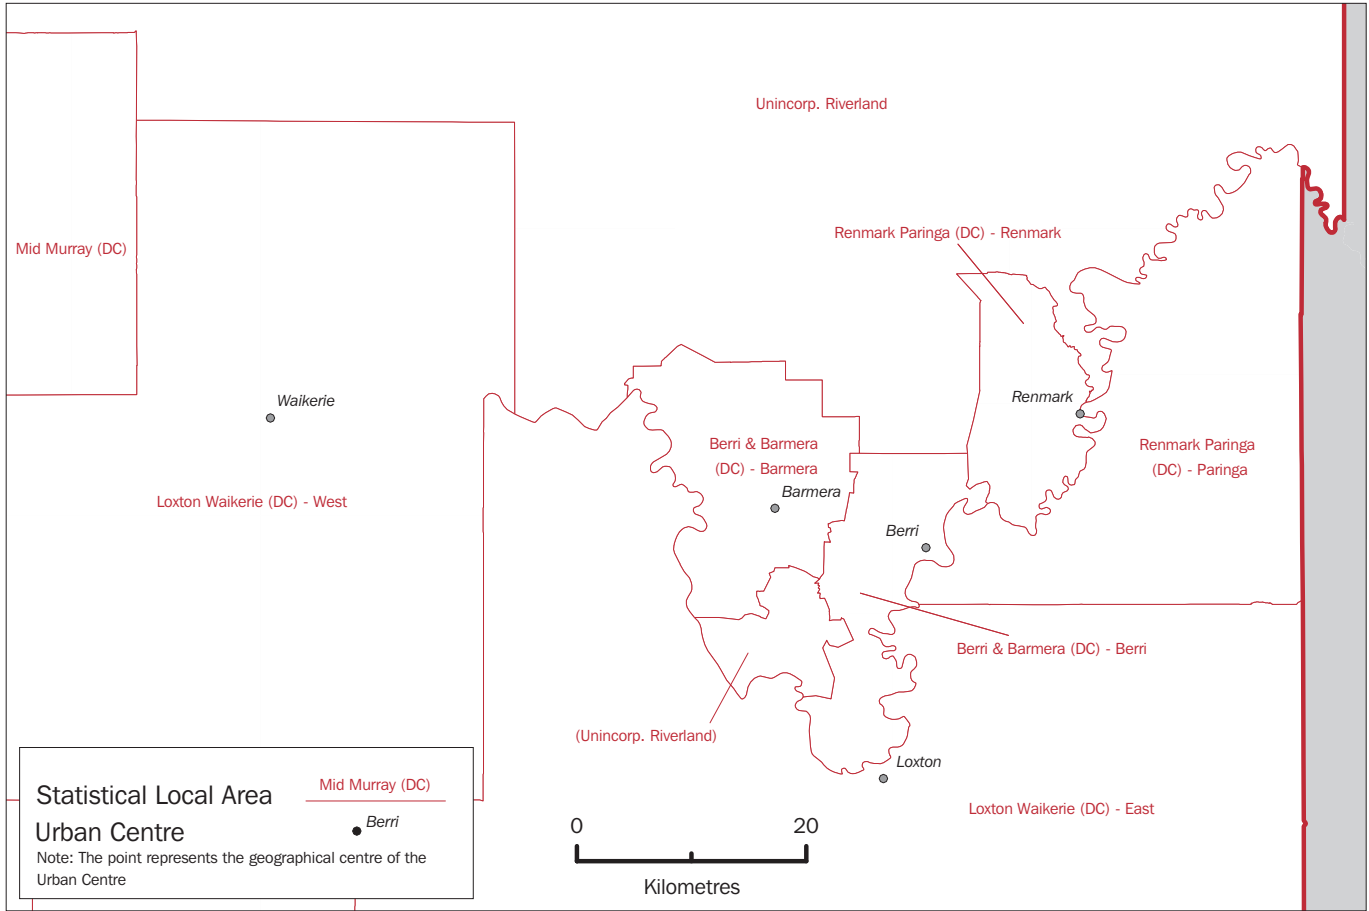 Unincorp. Riverland
Renmark Paringa (DC) - Renmark
Mid Murray (DC)
Waikerie
Renmark
Berri & Barmera
(DC) - Barmera
Renmark Paringa
(DC) - Paringa
Barmera
Loxton Waikerie (DC) - West
Berri
Berri & Barmera (DC) - Berri
(Unincorp. Riverland)
Loxton
Loxton Waikerie (DC) - East
Statistical Local Area
Mid Murray (DC)
Urban Centre
Berri
Note: The point represents the geographical centre of the
Urban Centre
0 20
Kilometres